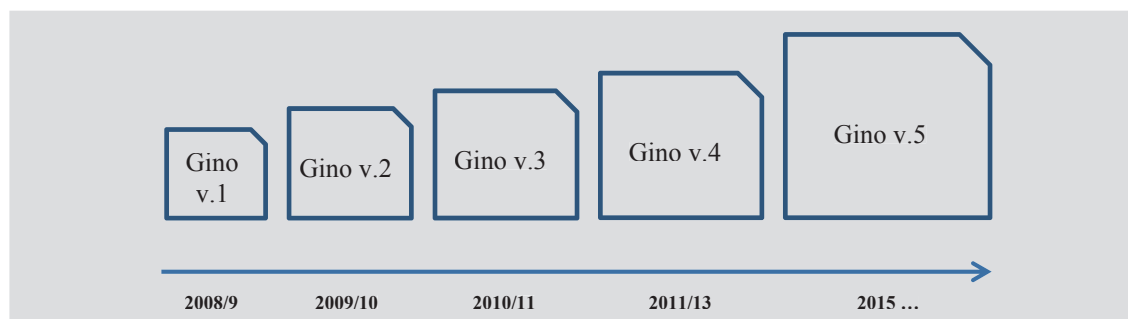 Gino
v.1
Gino v.2
Gino v.3
Gino v.4
Gino v.5
2008/9
2009/10
2010/11
2011/13
2015 …